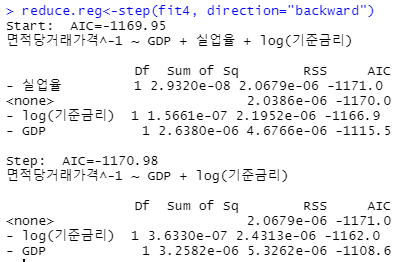 > reduce.reg<-step(fit4, direction="backward")
Start:  AIC=-1169.95
면적당거래가격^-1 ~ GDP + 실업율 + log(기준금리)
Df  Sum of Sq        RSS     AIC
- 실업율         1 2.9320e-08 2.0679e-06 -1171.0
<none>                      2.0386e-06 -1170.0
- log(기준금리)  1 1.5661e-07 2.1952e-06 -1166.9
- GDP            1 2.6380e-06 4.6766e-06 -1115.5
Step:  AIC=-1170.98
면적당거래가격^-1 ~ GDP + log(기준금리)
Df  Sum of Sq        RSS     AIC
<none>                      2.0679e-06 -1171.0
- log(기준금리)  1 3.6330e-07 2.4313e-06 -1162.0
- GDP            1 3.2582e-06 5.3262e-06 -1108.6